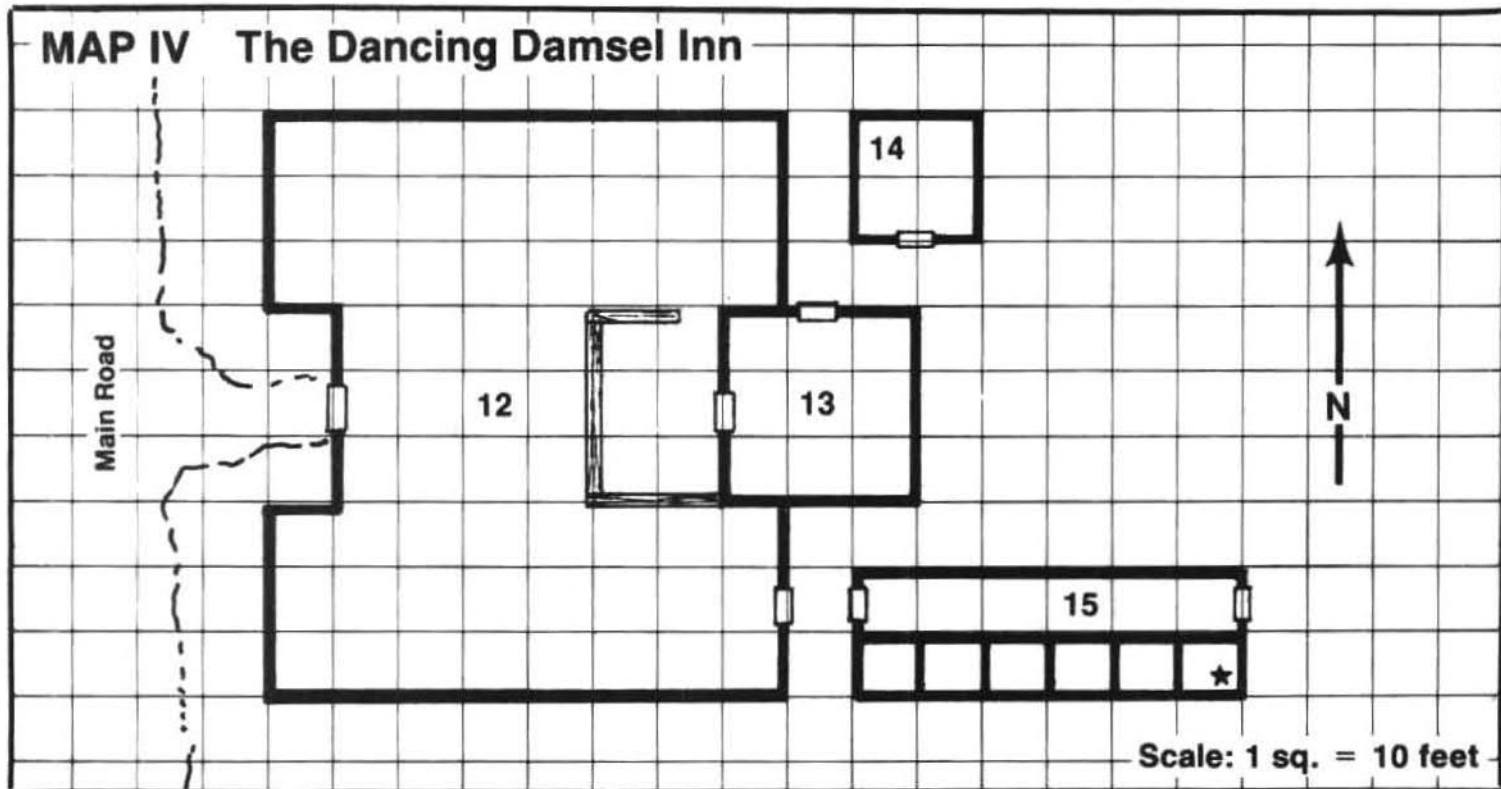 MAP IV The Dancing Damsel Inn
14
Main Road
12
13
N
15
Scale: 1 sq. = 10 feet